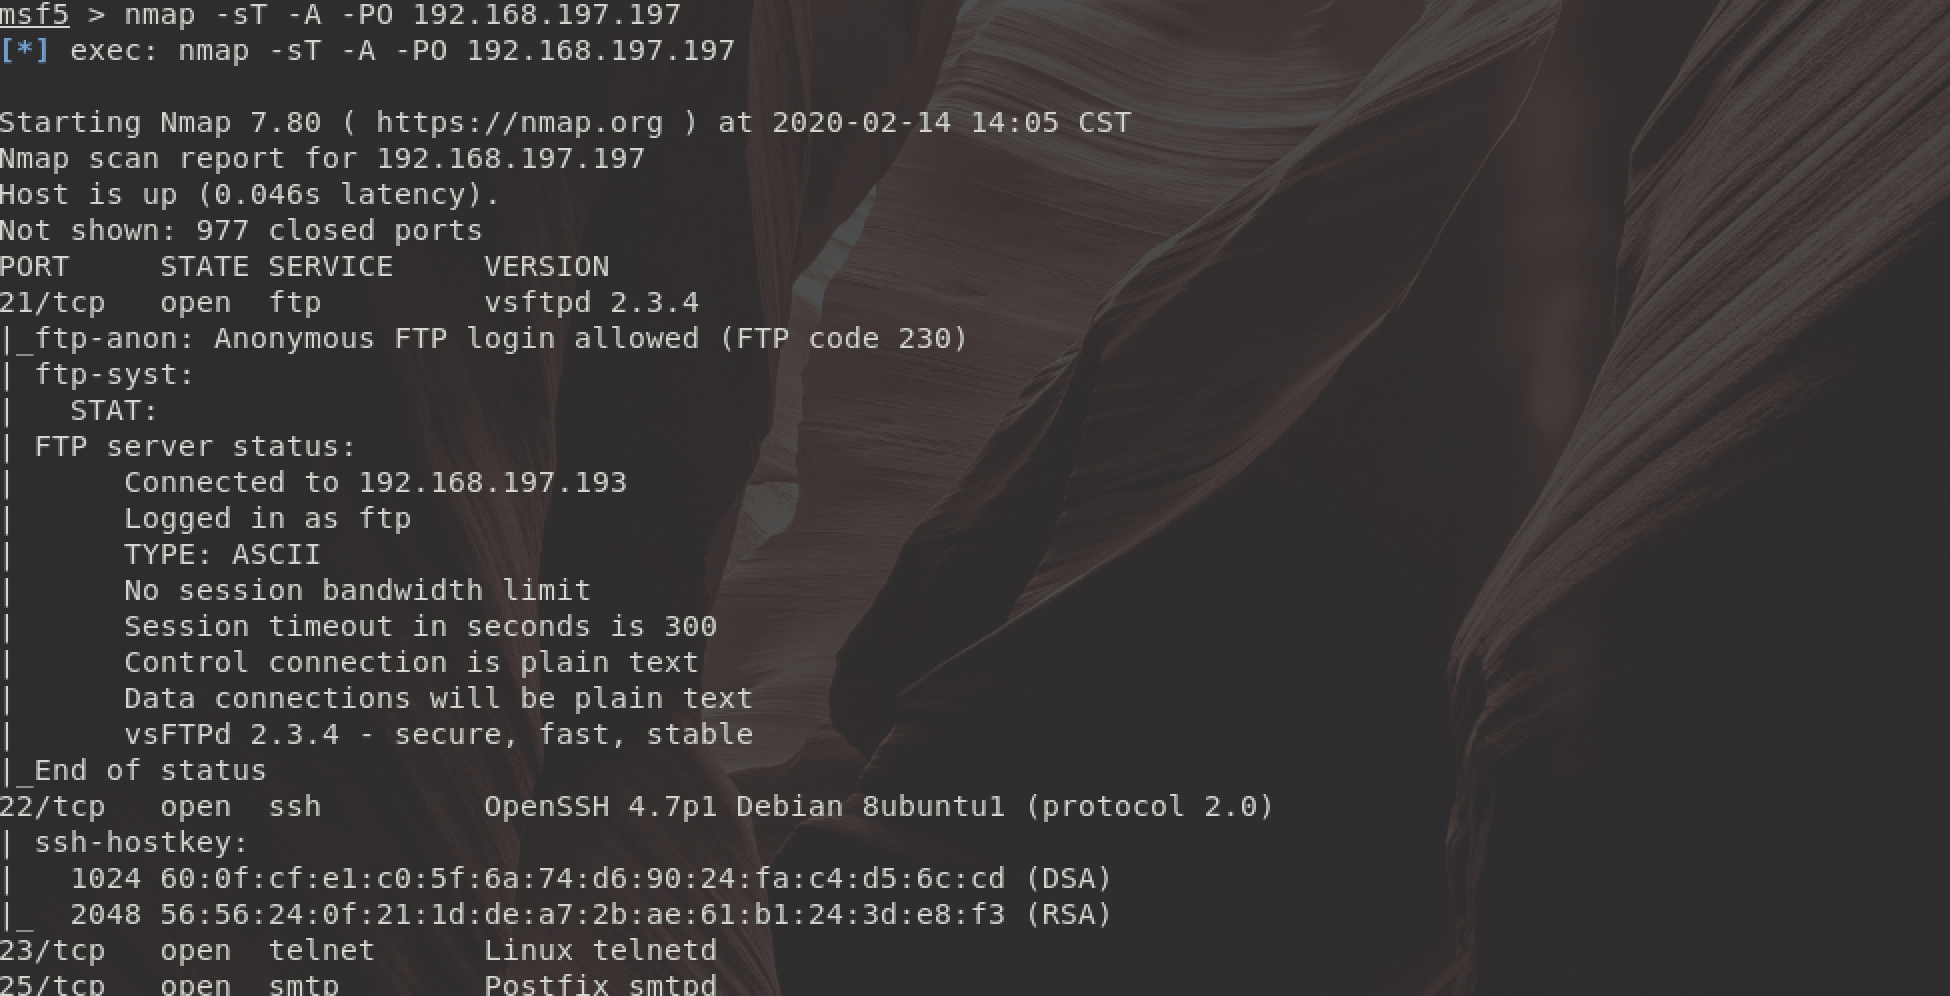 msf5 > nmap -sT -A -PO 192.168.197.197
[*] exec: nmap -sT -A -PO 192.168.197.197
Starting Nmap 7.80 ( https://nmap.org ) at 2020-02-14 14:05 CST
Nmap scan report for 192.168.197.197
Host is up (0.046s latency).
Not shown: 977 closed ports
PORT     STATE SERVICE     VERSION
21/tcp   open  ftp         vsftpd 2.3.4
|_ftp-anon: Anonymous FTP login allowed (FTP code 230)
| ftp-syst:
|   STAT:
| FTP server status:
|      Connected to 192.168.197.193
|      Logged in as ftp
|      TYPE: ASCII
|      No session bandwidth limit
|      Session timeout in seconds is 300
|      Control connection is plain text
|      Data connections will be plain text
|      vsFTPd 2.3.4 - secure, fast, stable
|_End of status
22/tcp   open  ssh         OpenSSH 4.7p1 Debian 8ubuntu1 (protocol 2.0)
| ssh-hostkey:
|   1024 60:0f:cf:e1:c0:5f:6a:74:d6:90:24:fa:c4:d5:6c:cd (DSA)
|_  2048 56:56:24:0f:21:1d:de:a7:2b:ae:61:b1:24:3d:e8:f3 (RSA)
23/tcp   open  telnet      Linux telnetd
25/tcp   open  smtp        Postfix smtpd